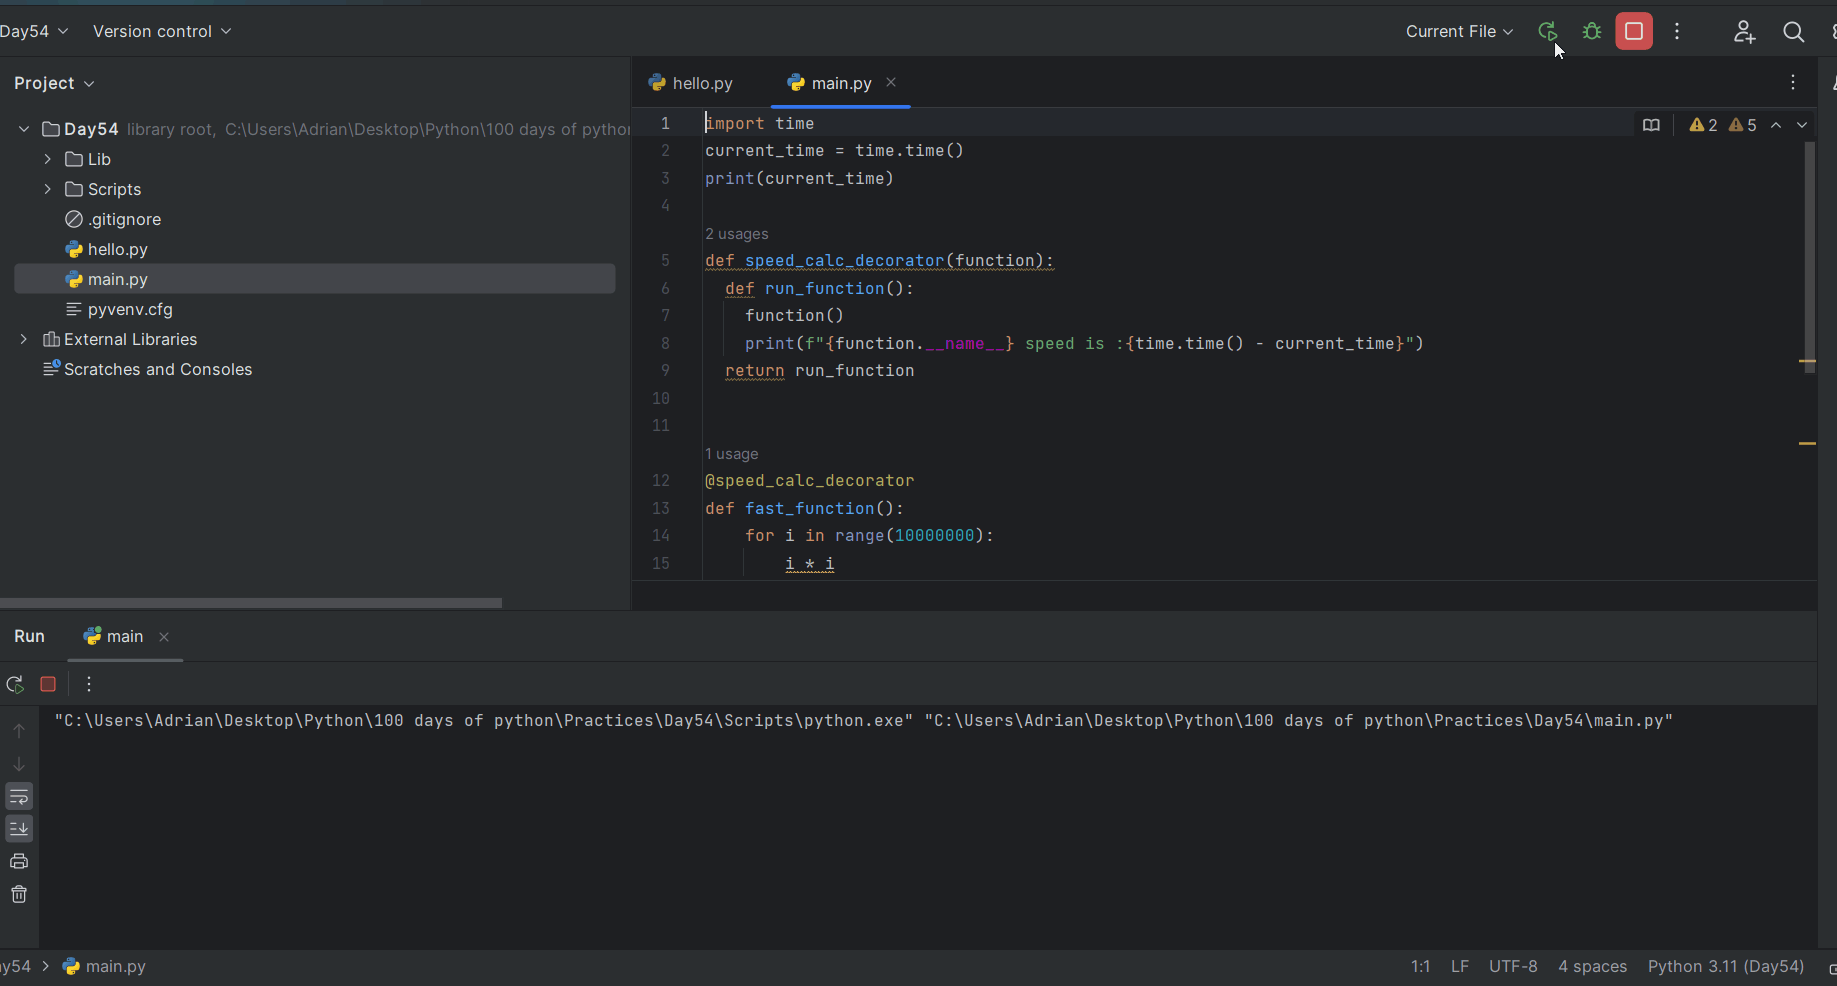 Day54 Version control Current File
Project
hello.py main.py
Day54 library root, C:\Users\Adrian\Desktop\Python\100 days of pytho
Lib
Scripts
.gitignore
hello.py
main.py
pyvenv.cfg
External Libraries
Scratches and Consoles
2 5
1 import time
2 current_time = time.time()
3 print(current_time)
4
2 usages
5 def speed_calc_decorator(function):
6 def run_function():
7 function()
8 print(f"{function.__name__} speed is :{time.time() - current_time}")
9 return run_function
10
11
1 usage
12 @speed_calc_decorator
13 def fast_function():
14 for i in range(10000000):
15 i * i
Run main
"C:\Users\Adrian\Desktop\Python\100 days of python\Practices\Day54\Scripts\python.exe" "C:\Users\Adrian\Desktop\Python\100 days of python\Practices\Day54\main.py"
y54 main.py 1:1 LF UTF-8 4 spaces Python 3.11 (Day54)